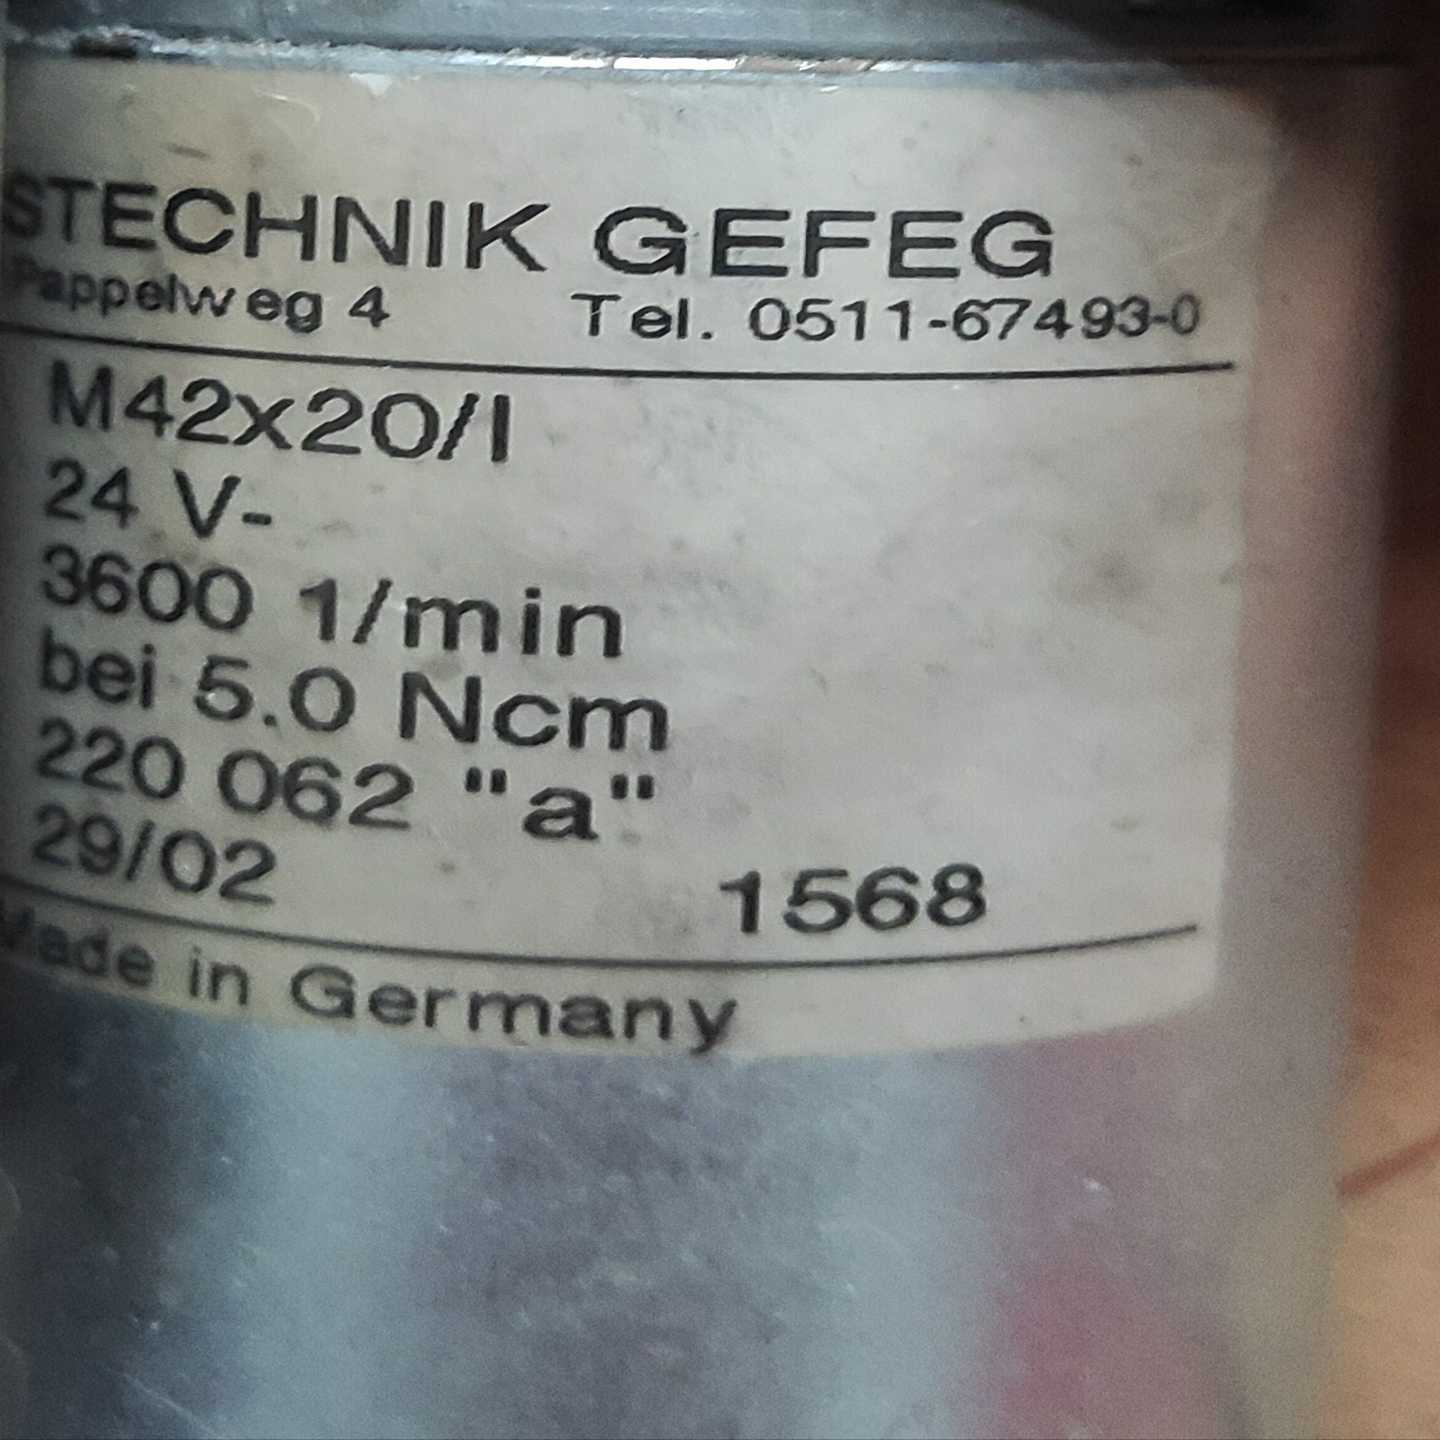 STECHNIK GEFEG
Pappelweg 4 Tel. 0511-67493-0
M42x20/I
24 V-
3600 1/min
bei 5.0 Ncm
220 062 "a"
29/02 1568
Made in Germany